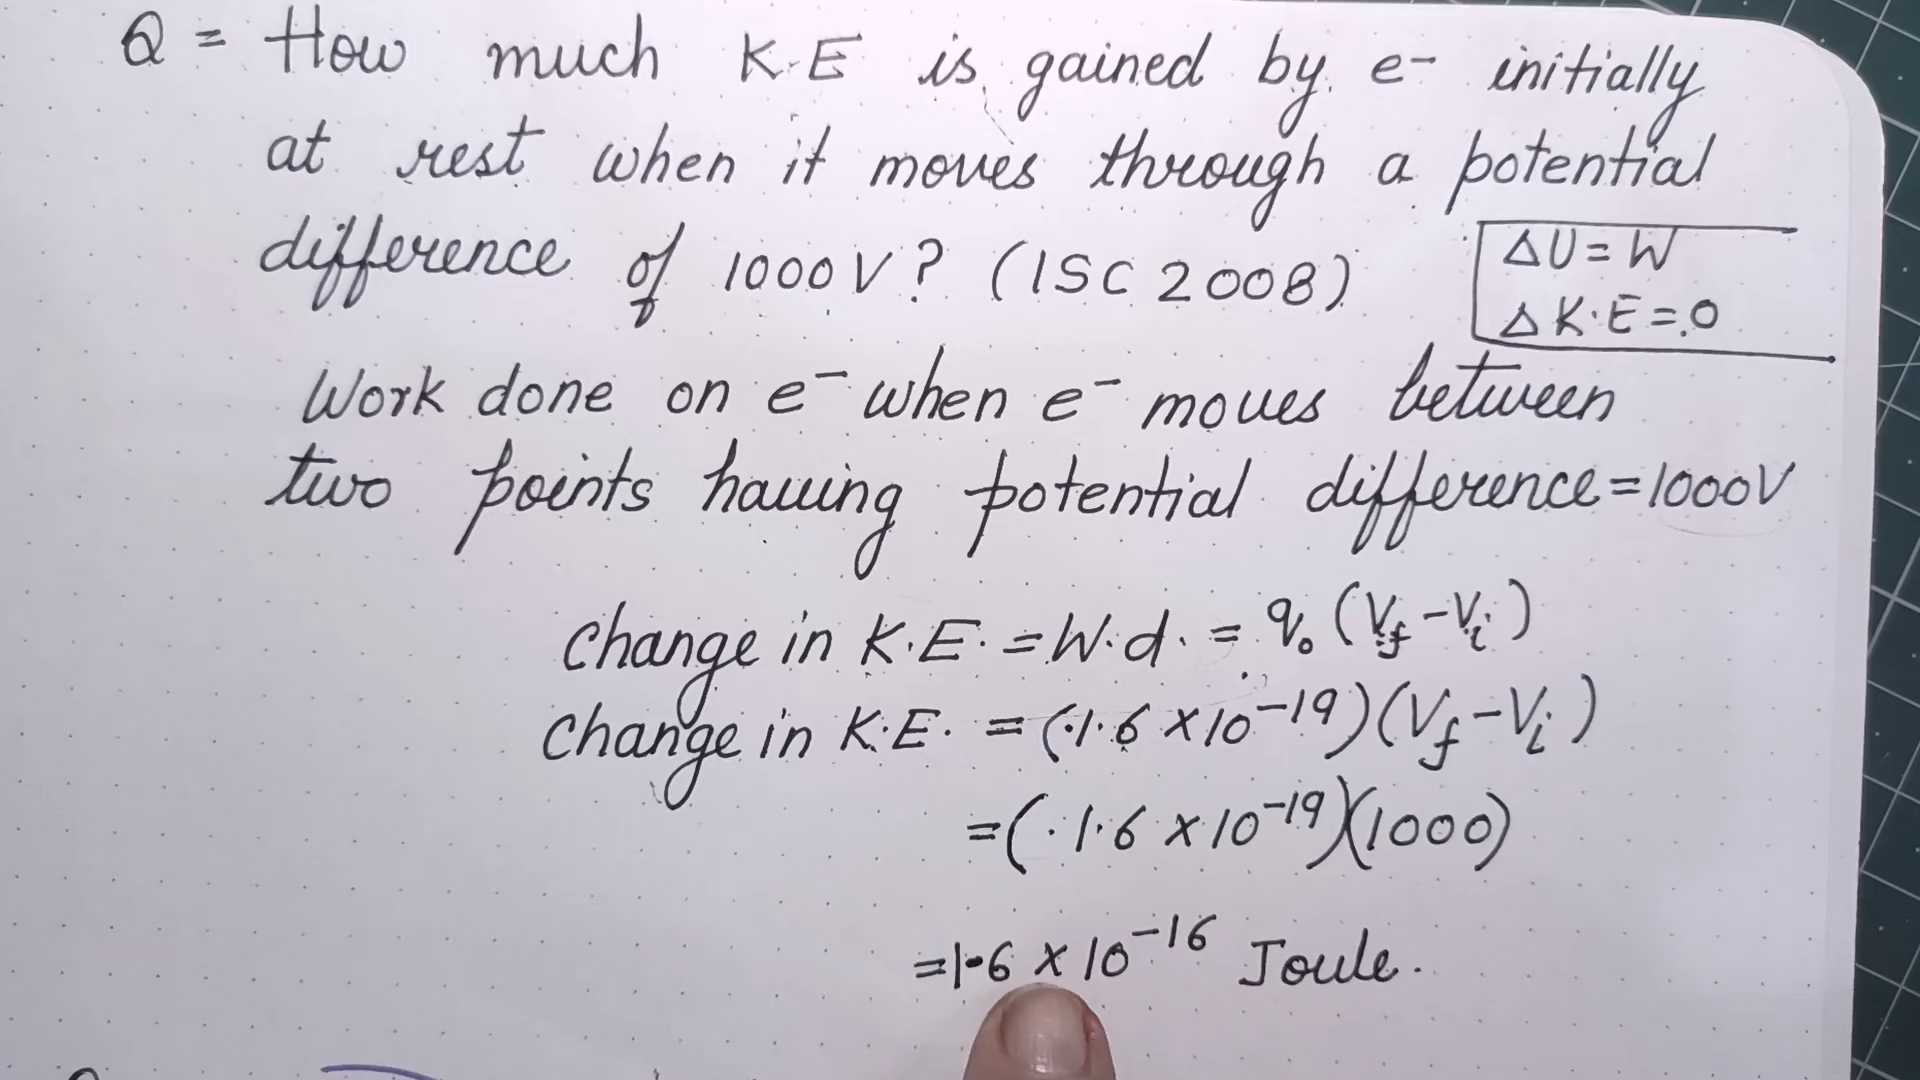 Q = How much K.E is gained by e- initially
at rest when it moves through a potential
difference of 1000V? (ISC 2008)
ΔU = W
ΔK.E = 0
Work done on e⁻ when e⁻ moves between
two points having potential difference = 1000V
change in K.E. = W.d. = q₀ (Vf - Vi)
change in K.E. = (1.6 × 10⁻¹⁹)(Vf - Vi)
= (1.6 × 10⁻¹⁹)(1000)
= 1.6 × 10⁻¹⁶ Joule.